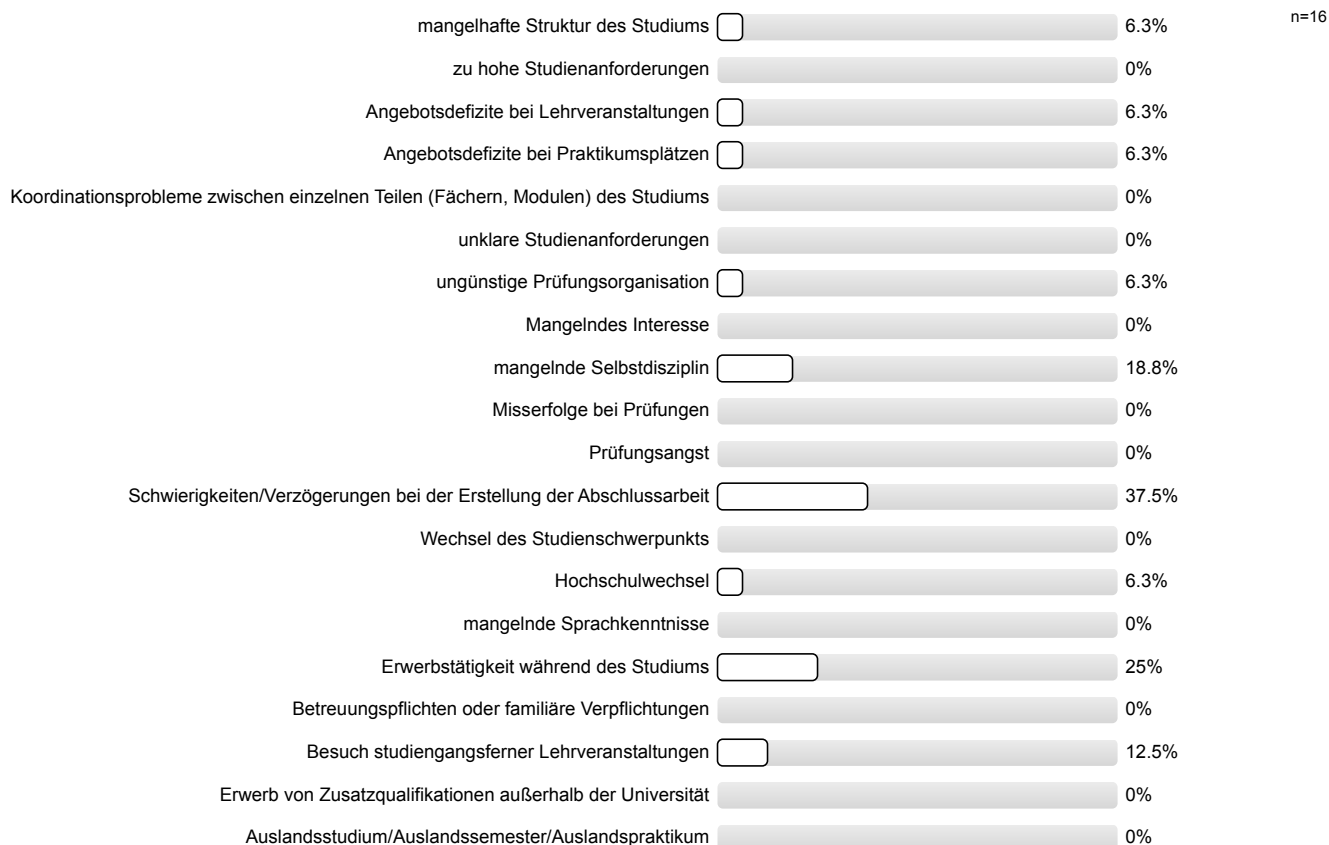 n=16
mangelhafte Struktur des Studiums 6.3%
zu hohe Studienanforderungen 0%
Angebotsdefizite bei Lehrveranstaltungen 6.3%
Angebotsdefizite bei Praktikumsplätzen 6.3%
Koordinationsprobleme zwischen einzelnen Teilen (Fächern, Modulen) des Studiums 0%
unklare Studienanforderungen 0%
ungünstige Prüfungsorganisation 6.3%
Mangelndes Interesse 0%
mangelnde Selbstdisziplin 18.8%
Misserfolge bei Prüfungen 0%
Prüfungsangst 0%
Schwierigkeiten/Verzögerungen bei der Erstellung der Abschlussarbeit 37.5%
Wechsel des Studienschwerpunkts 0%
Hochschulwechsel 6.3%
mangelnde Sprachkenntnisse 0%
Erwerbstätigkeit während des Studiums 25%
Betreuungspflichten oder familiäre Verpflichtungen 0%
Besuch studiengangsferner Lehrveranstaltungen 12.5%
Erwerb von Zusatzqualifikationen außerhalb der Universität 0%
Auslandsstudium/Auslandssemester/Auslandspraktikum 0%